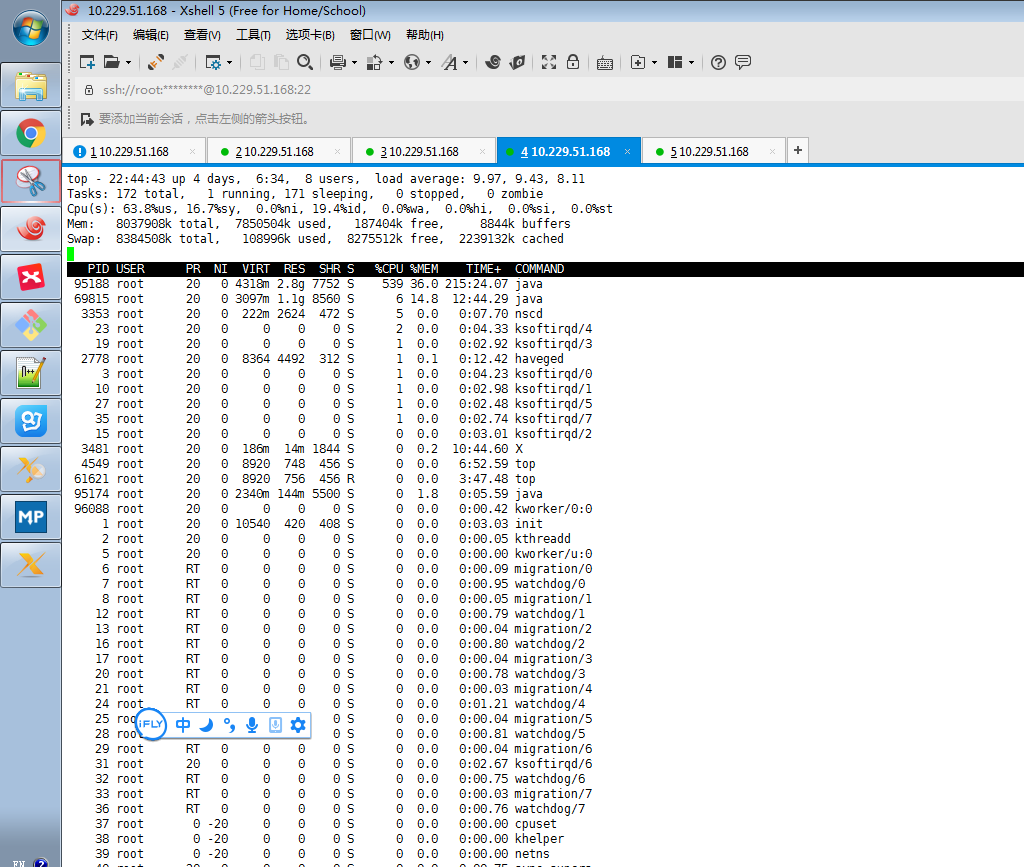 10.229.51.168 - Xshell 5 (Free for Home/School)
文件(F) 编辑(E) 查看(V) 工具(T) 选项卡(B) 窗口(W) 帮助(H)
ssh://root:********@10.229.51.168:22
要添加当前会话，点击左侧的箭头按钮。
1 10.229.51.168 × 2 10.229.51.168 × 3 10.229.51.168 × 4 10.229.51.168 × 5 10.229.51.168 × +
top - 22:44:43 up 4 days,  6:34,  8 users,  load average: 9.97, 9.43, 8.11
Tasks: 172 total,   1 running, 171 sleeping,   0 stopped,   0 zombie
Cpu(s): 63.8%us, 16.7%sy,  0.0%ni, 19.4%id,  0.0%wa,  0.0%hi,  0.0%si,  0.0%st
Mem:   8037908k total,  7850504k used,   187404k free,     8844k buffers
Swap:  8384508k total,   108996k used,  8275512k free,  2239132k cached
PID USER      PR  NI  VIRT  RES  SHR S   %CPU %MEM    TIME+  COMMAND
95188 root      20   0 4318m 2.8g 7752 S    539 36.0 215:24.07 java
69815 root      20   0 3097m 1.1g 8560 S      6 14.8  12:44.29 java
3353 root      20   0  222m 2624  472 S      5  0.0   0:07.70 nscd
23 root      20   0     0    0    0 S      2  0.0   0:04.33 ksoftirqd/4
19 root      20   0     0    0    0 S      1  0.0   0:02.92 ksoftirqd/3
2778 root      20   0  8364 4492  312 S      1  0.1   0:12.42 haveged
3 root      20   0     0    0    0 S      1  0.0   0:04.23 ksoftirqd/0
10 root      20   0     0    0    0 S      1  0.0   0:02.98 ksoftirqd/1
27 root      20   0     0    0    0 S      1  0.0   0:02.48 ksoftirqd/5
35 root      20   0     0    0    0 S      1  0.0   0:02.74 ksoftirqd/7
15 root      20   0     0    0    0 S      0  0.0   0:03.01 ksoftirqd/2
3481 root      20   0  186m  14m 1844 S      0  0.2  10:44.60 X
4549 root      20   0  8920  748  456 S      0  0.0   6:52.59 top
61621 root      20   0  8920  756  456 R      0  0.0   3:47.48 top
95174 root      20   0 2340m 144m 5500 S      0  1.8   0:05.59 java
96088 root      20   0     0    0    0 S      0  0.0   0:00.42 kworker/0:0
1 root      20   0 10540  420  408 S      0  0.0   0:03.03 init
2 root      20   0     0    0    0 S      0  0.0   0:00.05 kthreadd
5 root      20   0     0    0    0 S      0  0.0   0:00.00 kworker/u:0
6 root      RT   0     0    0    0 S      0  0.0   0:00.09 migration/0
7 root      RT   0     0    0    0 S      0  0.0   0:00.95 watchdog/0
8 root      RT   0     0    0    0 S      0  0.0   0:00.05 migration/1
12 root      RT   0     0    0    0 S      0  0.0   0:00.79 watchdog/1
13 root      RT   0     0    0    0 S      0  0.0   0:00.04 migration/2
16 root      RT   0     0    0    0 S      0  0.0   0:00.80 watchdog/2
17 root      RT   0     0    0    0 S      0  0.0   0:00.04 migration/3
20 root      RT   0     0    0    0 S      0  0.0   0:00.78 watchdog/3
21 root      RT   0     0    0    0 S      0  0.0   0:00.03 migration/4
24 root      RT   0     0    0    0 S      0  0.0   0:01.21 watchdog/4
25 iFLY 中 0 S      0  0.0   0:00.04 migration/5
28 0 S      0  0.0   0:00.81 watchdog/5
29 root      RT   0     0    0    0 S      0  0.0   0:00.04 migration/6
31 root      20   0     0    0    0 S      0  0.0   0:02.67 ksoftirqd/6
32 root      RT   0     0    0    0 S      0  0.0   0:00.75 watchdog/6
33 root      RT   0     0    0    0 S      0  0.0   0:00.03 migration/7
36 root      RT   0     0    0    0 S      0  0.0   0:00.76 watchdog/7
37 root       0 -20     0    0    0 S      0  0.0   0:00.00 cpuset
38 root       0 -20     0    0    0 S      0  0.0   0:00.00 khelper
39 root       0 -20     0    0    0 S      0  0.0   0:00.00 netns
MP
EN